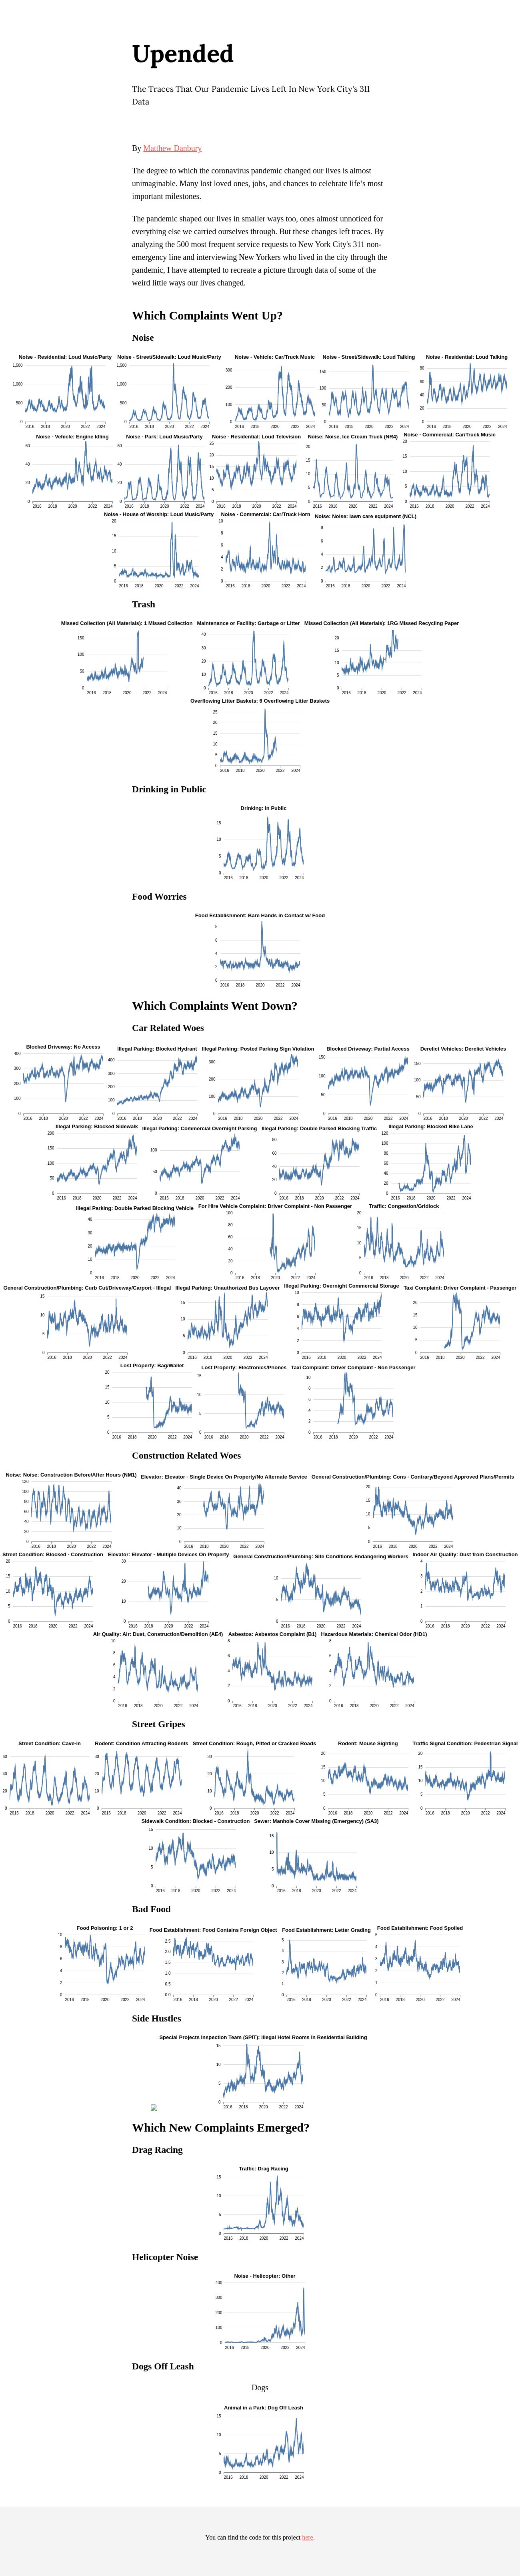 Upended
The Traces That Our Pandemic Lives Left In New York City's 311
Data
By Matthew Danbury
The degree to which the coronavirus pandemic changed our lives is almost
unimaginable. Many lost loved ones, jobs, and chances to celebrate life’s most
important milestones.
The pandemic shaped our lives in smaller ways too, ones almost unnoticed for
everything else we carried ourselves through. But these changes left traces. By
analyzing the 500 most frequent service requests to New York City's 311 non-
emergency line and interviewing New Yorkers who lived in the city through the
pandemic, I have attempted to recreate a picture through data of some of the
weird little ways our lives changed.
Which Complaints Went Up?
Noise
Noise - Residential: Loud Music/Party
Noise - Street/Sidewalk: Loud Music/Party
Noise - Vehicle: Car/Truck Music
Noise - Street/Sidewalk: Loud Talking
Noise - Residential: Loud Talking
Noise - Vehicle: Engine Idling
Noise - Park: Loud Music/Party
Noise - Residential: Loud Television
Noise: Noise, Ice Cream Truck (NR4)
Noise - Commercial: Car/Truck Music
Noise - House of Worship: Loud Music/Party
Noise - Commercial: Car/Truck Horn
Noise: Noise: lawn care equipment (NCL)
Trash
Missed Collection (All Materials): 1 Missed Collection
Maintenance or Facility: Garbage or Litter
Missed Collection (All Materials): 1RG Missed Recycling Paper
Overflowing Litter Baskets: 6 Overflowing Litter Baskets
Drinking in Public
Drinking: In Public
Food Worries
Food Establishment: Bare Hands in Contact w/ Food
Which Complaints Went Down?
Car Related Woes
Blocked Driveway: No Access
Illegal Parking: Blocked Hydrant
Illegal Parking: Posted Parking Sign Violation
Blocked Driveway: Partial Access
Derelict Vehicles: Derelict Vehicles
Illegal Parking: Blocked Sidewalk
Illegal Parking: Commercial Overnight Parking
Illegal Parking: Double Parked Blocking Traffic
Illegal Parking: Blocked Bike Lane
Illegal Parking: Double Parked Blocking Vehicle
For Hire Vehicle Complaint: Driver Complaint - Non Passenger
Traffic: Congestion/Gridlock
General Construction/Plumbing: Curb Cut/Driveway/Carport - Illegal
Illegal Parking: Unauthorized Bus Layover
Illegal Parking: Overnight Commercial Storage
Taxi Complaint: Driver Complaint - Passenger
Lost Property: Bag/Wallet
Lost Property: Electronics/Phones
Taxi Complaint: Driver Complaint - Non Passenger
Construction Related Woes
Noise: Noise: Construction Before/After Hours (NM1)
Elevator: Elevator - Single Device On Property/No Alternate Service
General Construction/Plumbing: Cons - Contrary/Beyond Approved Plans/Permits
Street Condition: Blocked - Construction
Elevator: Elevator - Multiple Devices On Property
General Construction/Plumbing: Site Conditions Endangering Workers
Indoor Air Quality: Dust from Construction
Air Quality: Air: Dust, Construction/Demolition (AE4)
Asbestos: Asbestos Complaint (B1)
Hazardous Materials: Chemical Odor (HD1)
Street Gripes
Street Condition: Cave-in
Rodent: Condition Attracting Rodents
Street Condition: Rough, Pitted or Cracked Roads
Rodent: Mouse Sighting
Traffic Signal Condition: Pedestrian Signal
Sidewalk Condition: Blocked - Construction
Sewer: Manhole Cover Missing (Emergency) (SA3)
Bad Food
Food Poisoning: 1 or 2
Food Establishment: Food Contains Foreign Object
Food Establishment: Letter Grading
Food Establishment: Food Spoiled
Side Hustles
Special Projects Inspection Team (SPIT): Illegal Hotel Rooms In Residential Building
Which New Complaints Emerged?
Drag Racing
Traffic: Drag Racing
Helicopter Noise
Noise - Helicopter: Other
Dogs Off Leash
Dogs
Animal in a Park: Dog Off Leash
You can find the code for this project here.